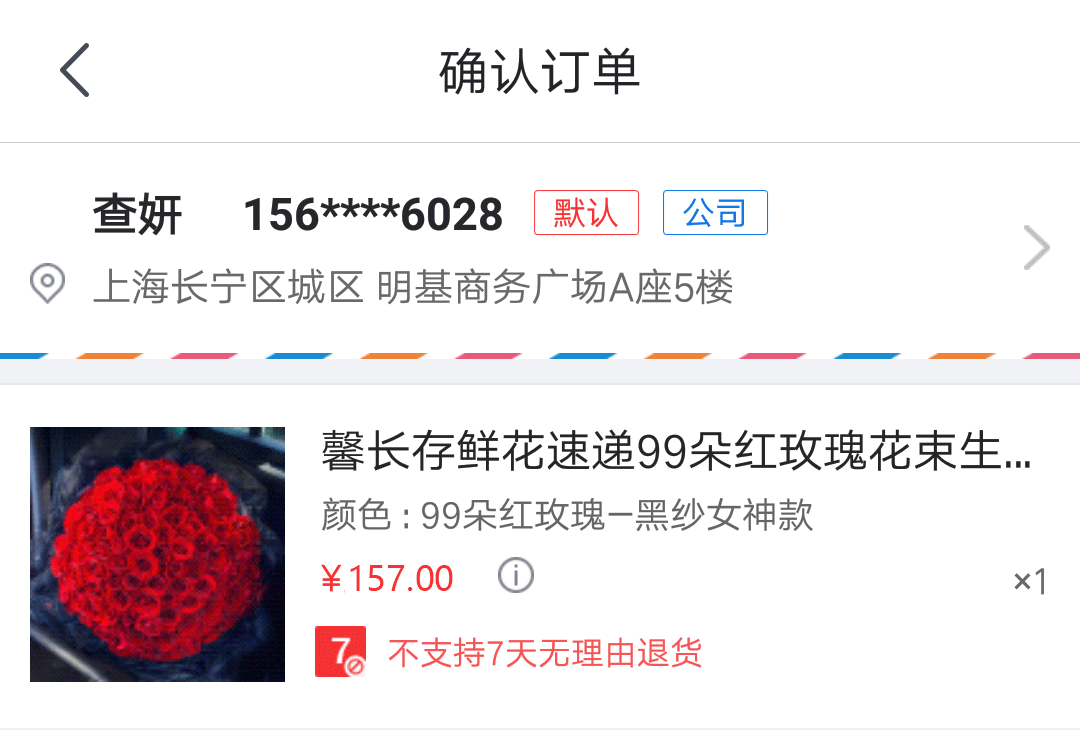 确认订单
查妍 156****6028 默认 公司
上海长宁区城区 明基商务广场A座5楼
馨长存鲜花速递99朵红玫瑰花束生...
颜色 : 99朵红玫瑰—黑纱女神款
￥157.00 ×1
7 不支持7天无理由退货